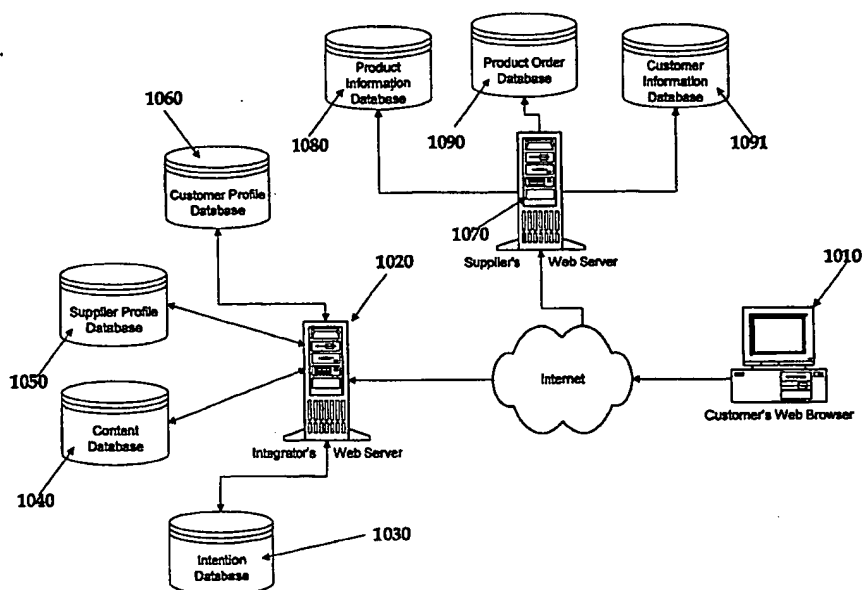 Product
Information
Database
1080
Product Order
Database
1090
Customer
Information
Database
1091
1060
Customer Profile
Database
1070
Supplier's Web Server
1010
1020
Supplier Profile
Database
1050
Internet
Customer's Web Browser
Content
Database
1040
Integrator's Web Server
1030
Intention
Database